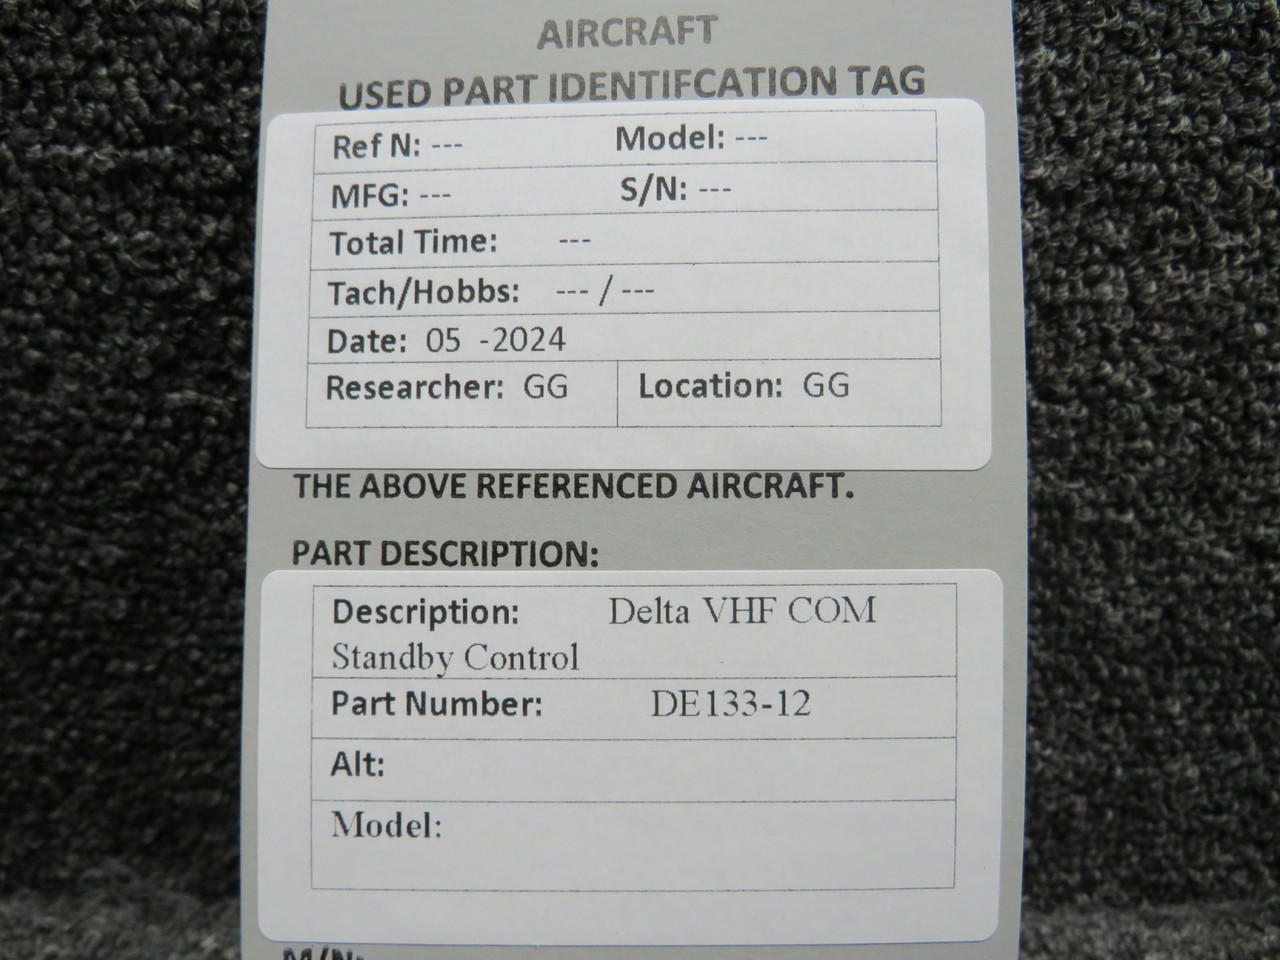 AIRCRAFT
USED PART IDENTIFCATION TAG
Ref N: --- Model: ---
MFG: --- S/N: ---
Total Time: ---
Tach/Hobbs: --- / ---
Date: 05 -2024
Researcher: GG Location: GG
THE ABOVE REFERENCED AIRCRAFT.
PART DESCRIPTION:
Description: Delta VHF COM
Standby Control
Part Number: DE133-12
Alt:
Model:
M/N: